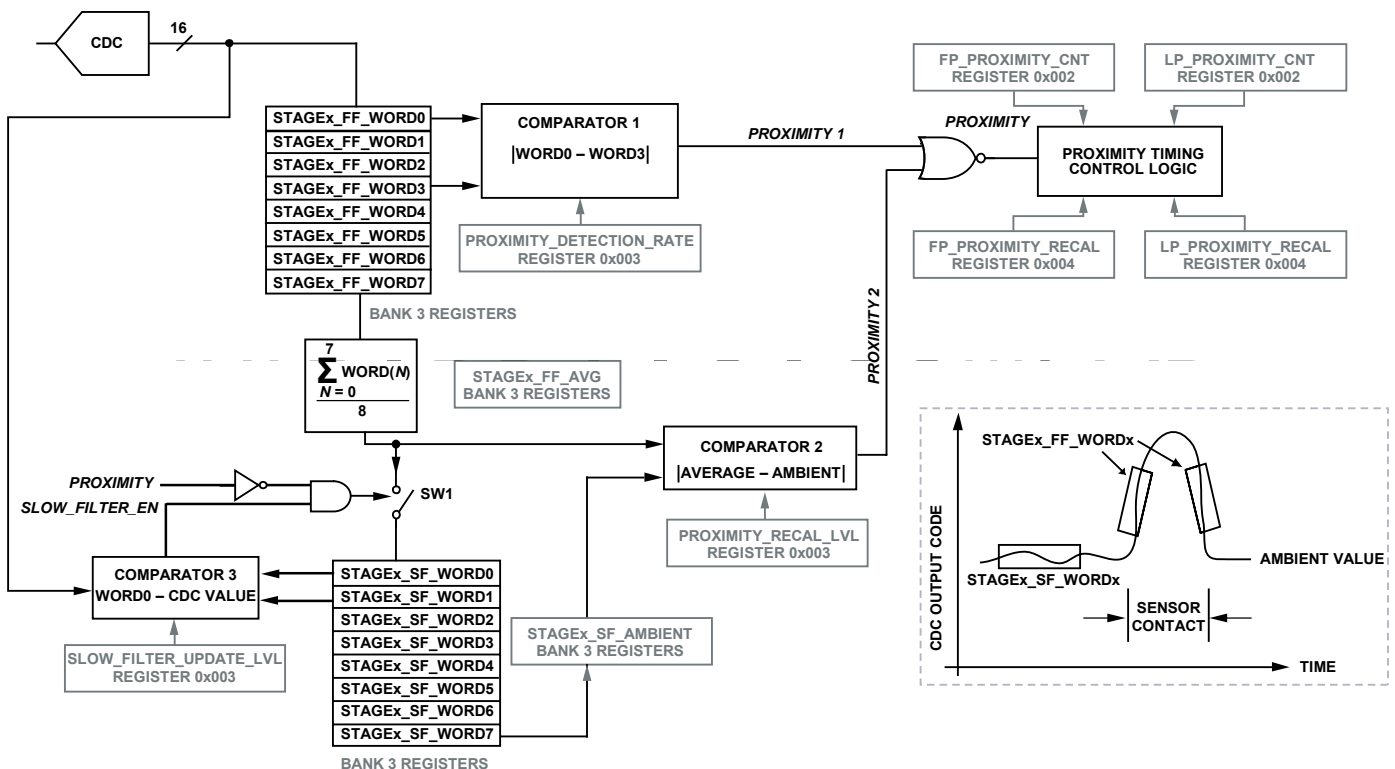 CDC
16
STAGEx_FF_WORD0
STAGEx_FF_WORD1
STAGEx_FF_WORD2
STAGEx_FF_WORD3
STAGEx_FF_WORD4
STAGEx_FF_WORD5
STAGEx_FF_WORD6
STAGEx_FF_WORD7
BANK 3 REGISTERS
COMPARATOR 1
|WORD0 – WORD3|
PROXIMITY_DETECTION_RATE
REGISTER 0x003
PROXIMITY 1
PROXIMITY
FP_PROXIMITY_CNT
REGISTER 0x002
LP_PROXIMITY_CNT
REGISTER 0x002
PROXIMITY TIMING
CONTROL LOGIC
FP_PROXIMITY_RECAL
REGISTER 0x004
LP_PROXIMITY_RECAL
REGISTER 0x004
PROXIMITY 2
7
Σ WORD(N)
N = 0
8
STAGEx_FF_AVG
BANK 3 REGISTERS
COMPARATOR 2
|AVERAGE – AMBIENT|
PROXIMITY_RECAL_LVL
REGISTER 0x003
PROXIMITY
SLOW_FILTER_EN
SW1
COMPARATOR 3
WORD0 – CDC VALUE
SLOW_FILTER_UPDATE_LVL
REGISTER 0x003
STAGEx_SF_WORD0
STAGEx_SF_WORD1
STAGEx_SF_WORD2
STAGEx_SF_WORD3
STAGEx_SF_WORD4
STAGEx_SF_WORD5
STAGEx_SF_WORD6
STAGEx_SF_WORD7
BANK 3 REGISTERS
STAGEx_SF_AMBIENT
BANK 3 REGISTERS
CDC OUTPUT CODE
STAGEx_FF_WORDx
STAGEx_SF_WORDx
AMBIENT VALUE
SENSOR
CONTACT
TIME